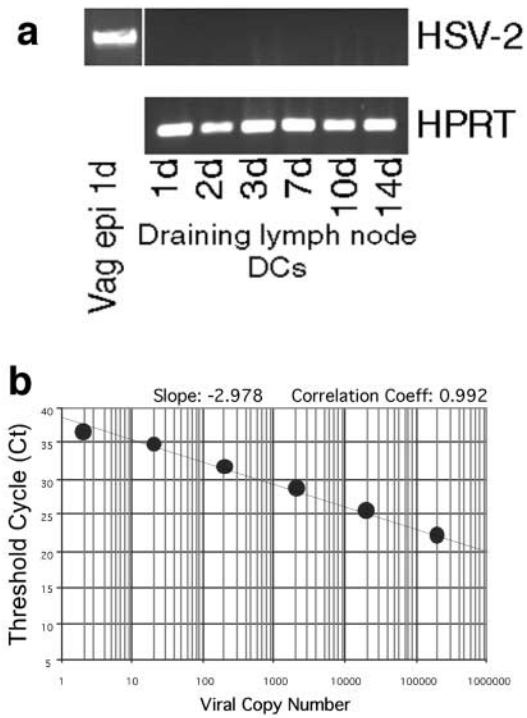 a
HSV-2
HPRT
Vag epi 1d
1d 2d 3d 7d 10d 14d
Draining lymph node
DCs
b
Slope: -2.978 Correlation Coeff: 0.992
Threshold Cycle (Ct)
40
35
30
25
20
15
10
5
1 10 100 1000 10000 100000 1000000
Viral Copy Number